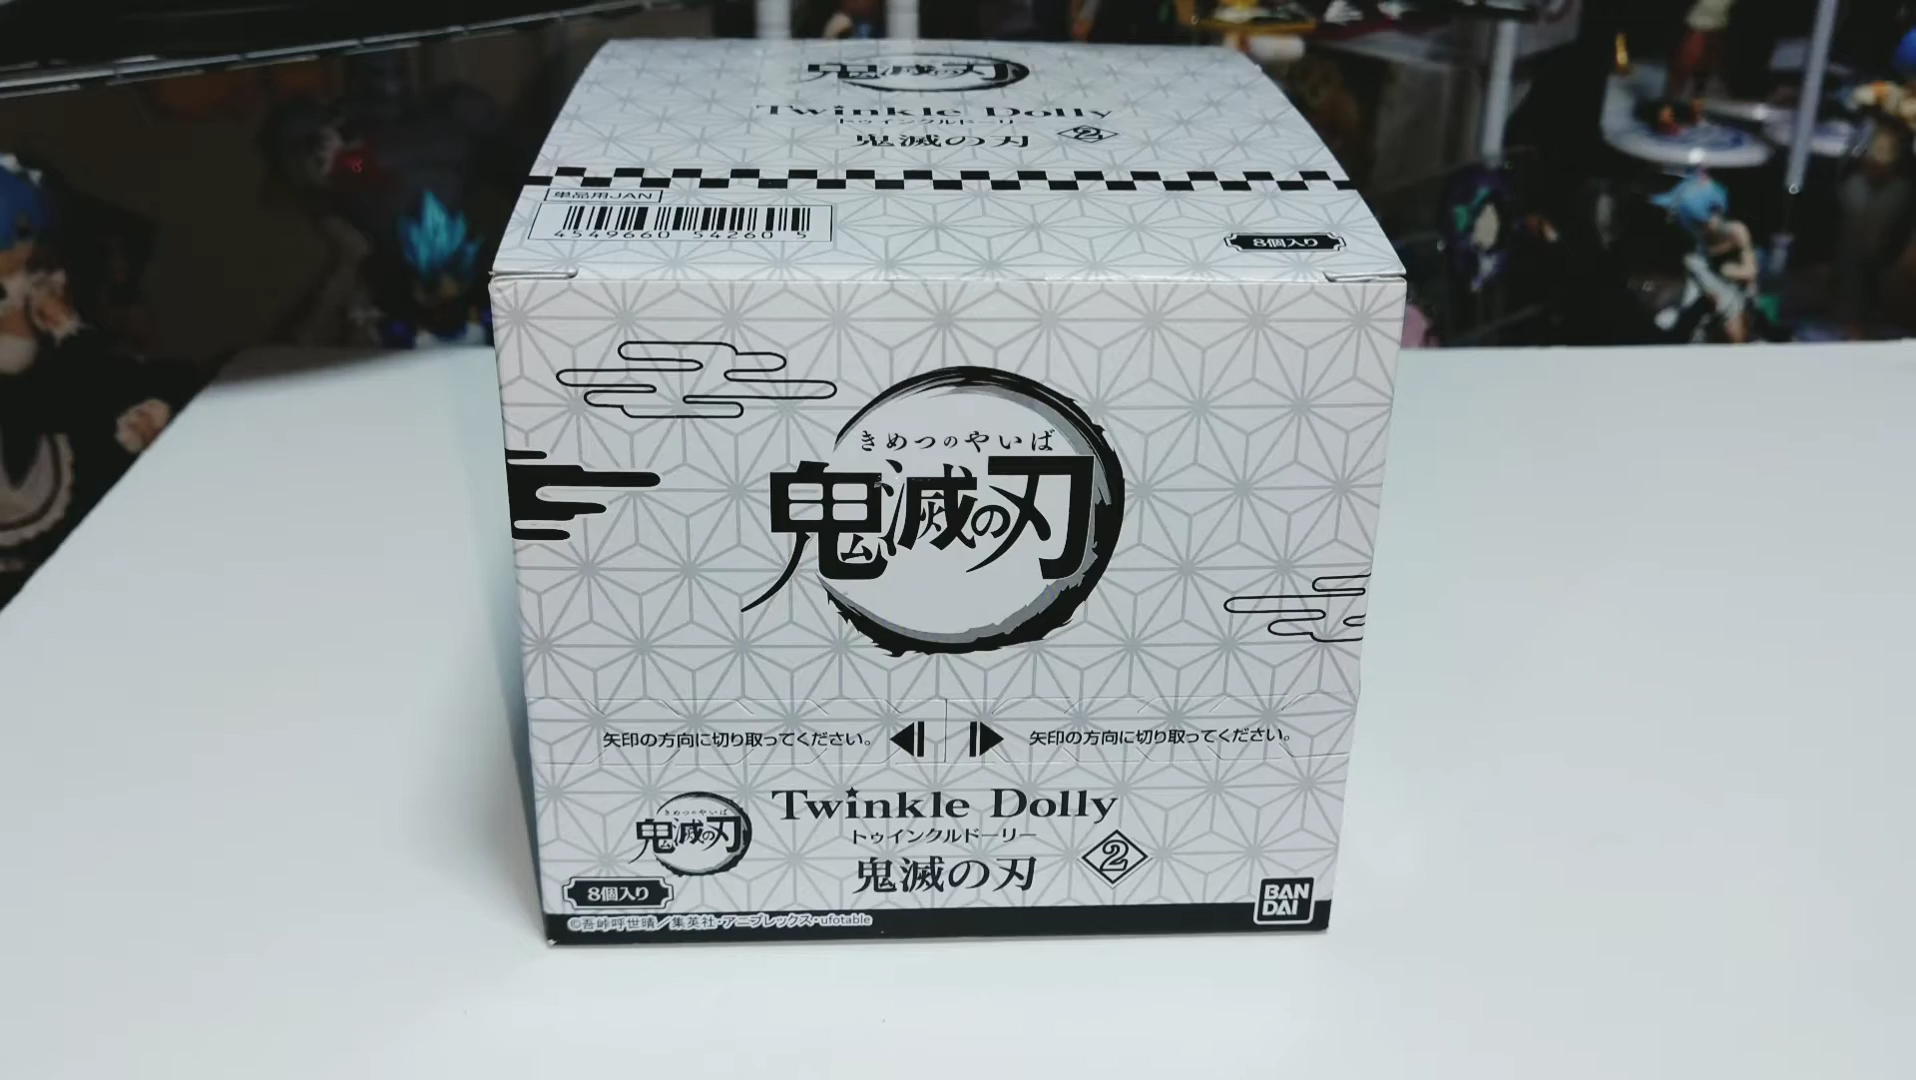 鬼滅の刃
Twinkle Dolly
トゥインクルドーリー
鬼滅の刃 2
単品用JAN
4549660 54260 5
8個入り
きめつのやいば
鬼滅の刃
矢印の方向に切り取ってください。
矢印の方向に切り取ってください。
きめつのやいば
鬼滅の刃
Twinkle Dolly
トゥインクルドーリー
鬼滅の刃 2
8個入り
BAN
DAI
©吾峠呼世晴／集英社・アニプレックス・ufotable